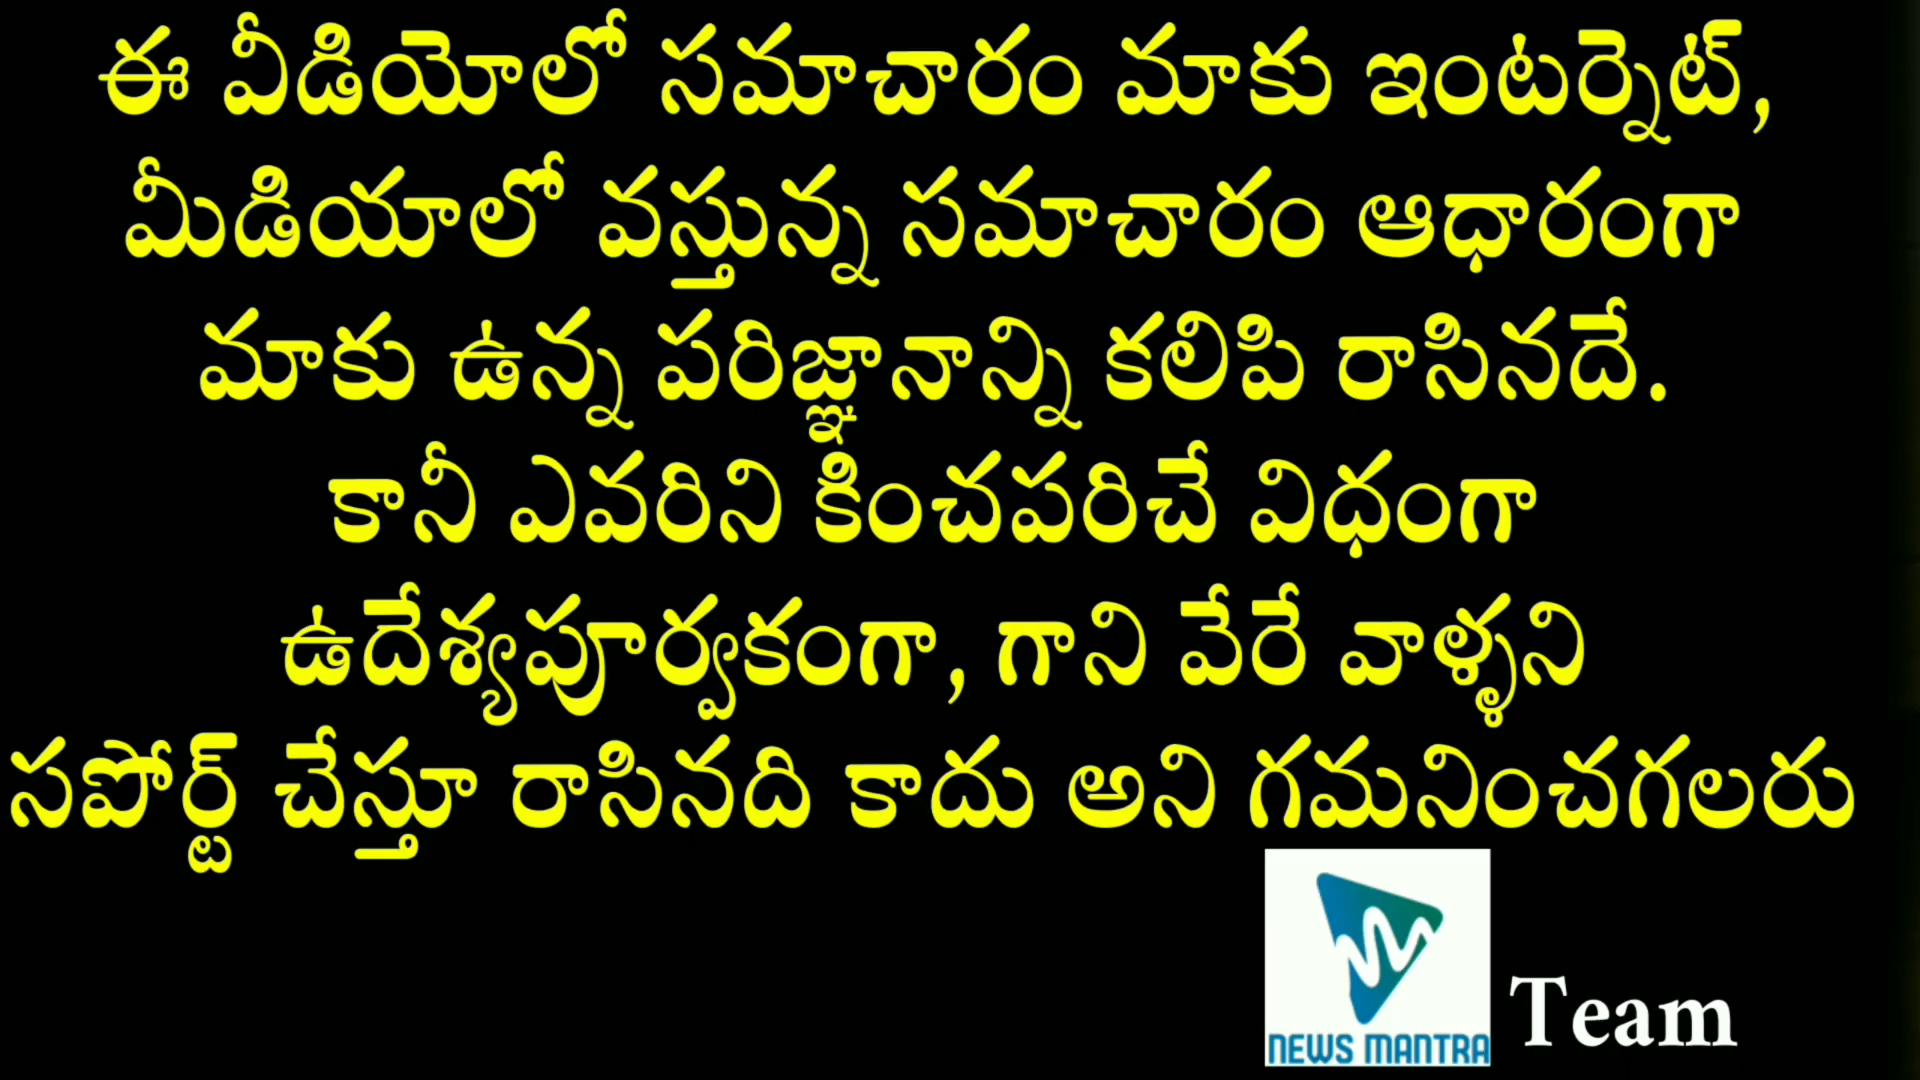 ఈ వీడియోలో సమాచారం మాకు ఇంటర్నెట్,
మీడియాలో వస్తున్న సమాచారం ఆధారంగా
మాకు ఉన్న పరిజ్ఞానాన్ని కలిపి రాసినదే.
కానీ ఎవరిని కించపరిచే విధంగా
ఉదేశ్యపూర్వకంగా, గాని వేరే వాళ్ళని
సపోర్ట్ చేస్తూ రాసినది కాదు అని గమనించగలరు
NEWS MANTRA Team